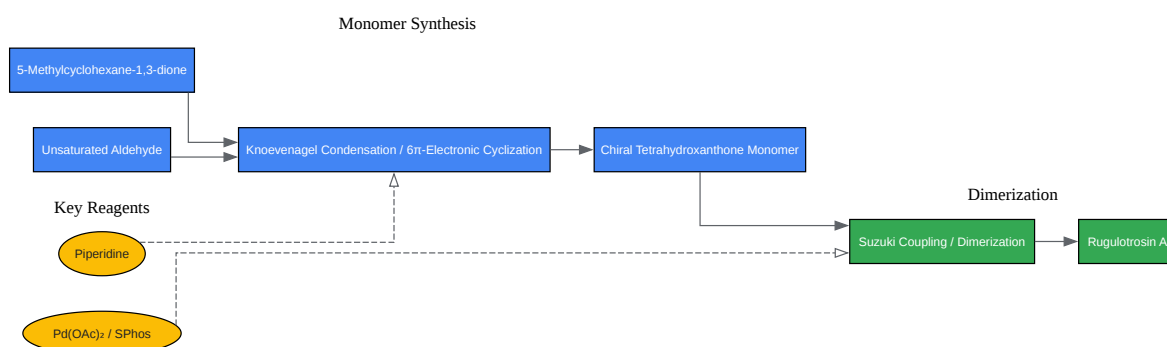 Monomer Synthesis
5-Methylcyclohexane-1,3-dione
Unsaturated Aldehyde
Knoevenagel Condensation / 6π-Electronic Cyclization
Chiral Tetrahydroxanthone Monomer
Key Reagents
Dimerization
Piperidine
Suzuki Coupling / Dimerization
Rugulotrosin A
Pd(OAc)₂ / SPhos